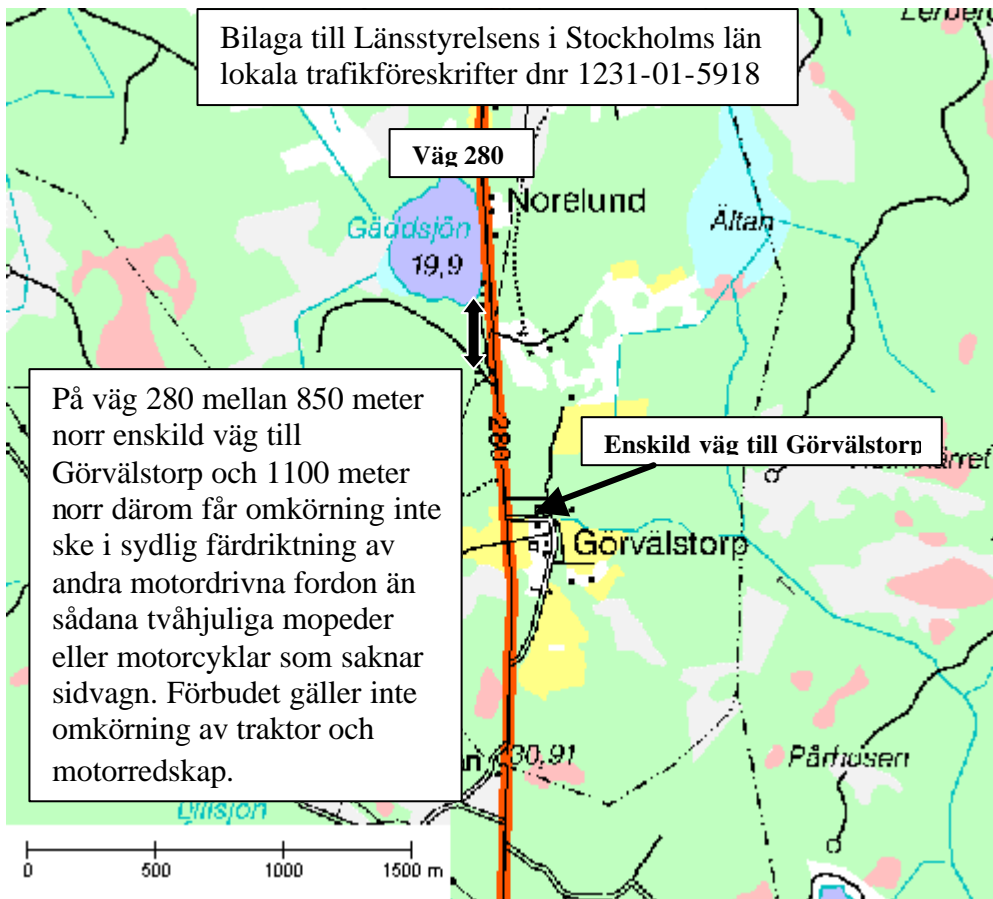 Bilaga till Länsstyrelsens i Stockholms län
lokala trafikföreskrifter dnr 1231-01-5918
Väg 280
Norelund
Gäddsjön
19,9
Ältan
På väg 280 mellan 850 meter
norr enskild väg till
Görvälstorp och 1100 meter
norr därom får omkörning inte
ske i sydlig färdriktning av
andra motordrivna fordon än
sådana tvåhjuliga mopeder
eller motorcyklar som saknar
sidvagn. Förbudet gäller inte
omkörning av traktor och
motorredskap.
280
Enskild väg till Görvälstorp
Görvälstorp
30,91
Pårhusen
Lillsjön
0 500 1000 1500 m